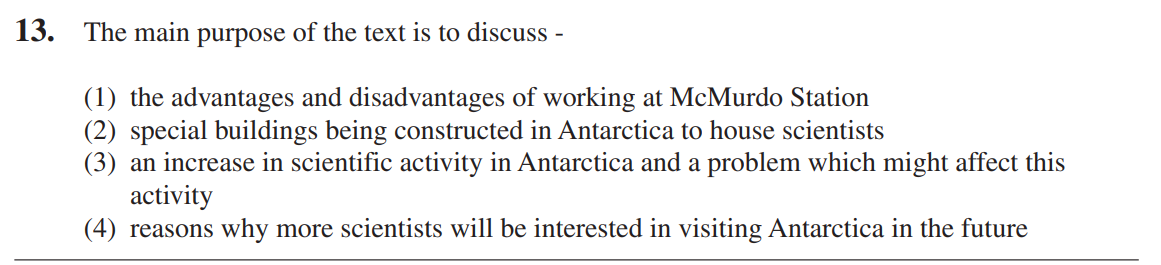 13. The main purpose of the text is to discuss -
(1) the advantages and disadvantages of working at McMurdo Station
(2) special buildings being constructed in Antarctica to house scientists
(3) an increase in scientific activity in Antarctica and a problem which might affect this
activity
(4) reasons why more scientists will be interested in visiting Antarctica in the future